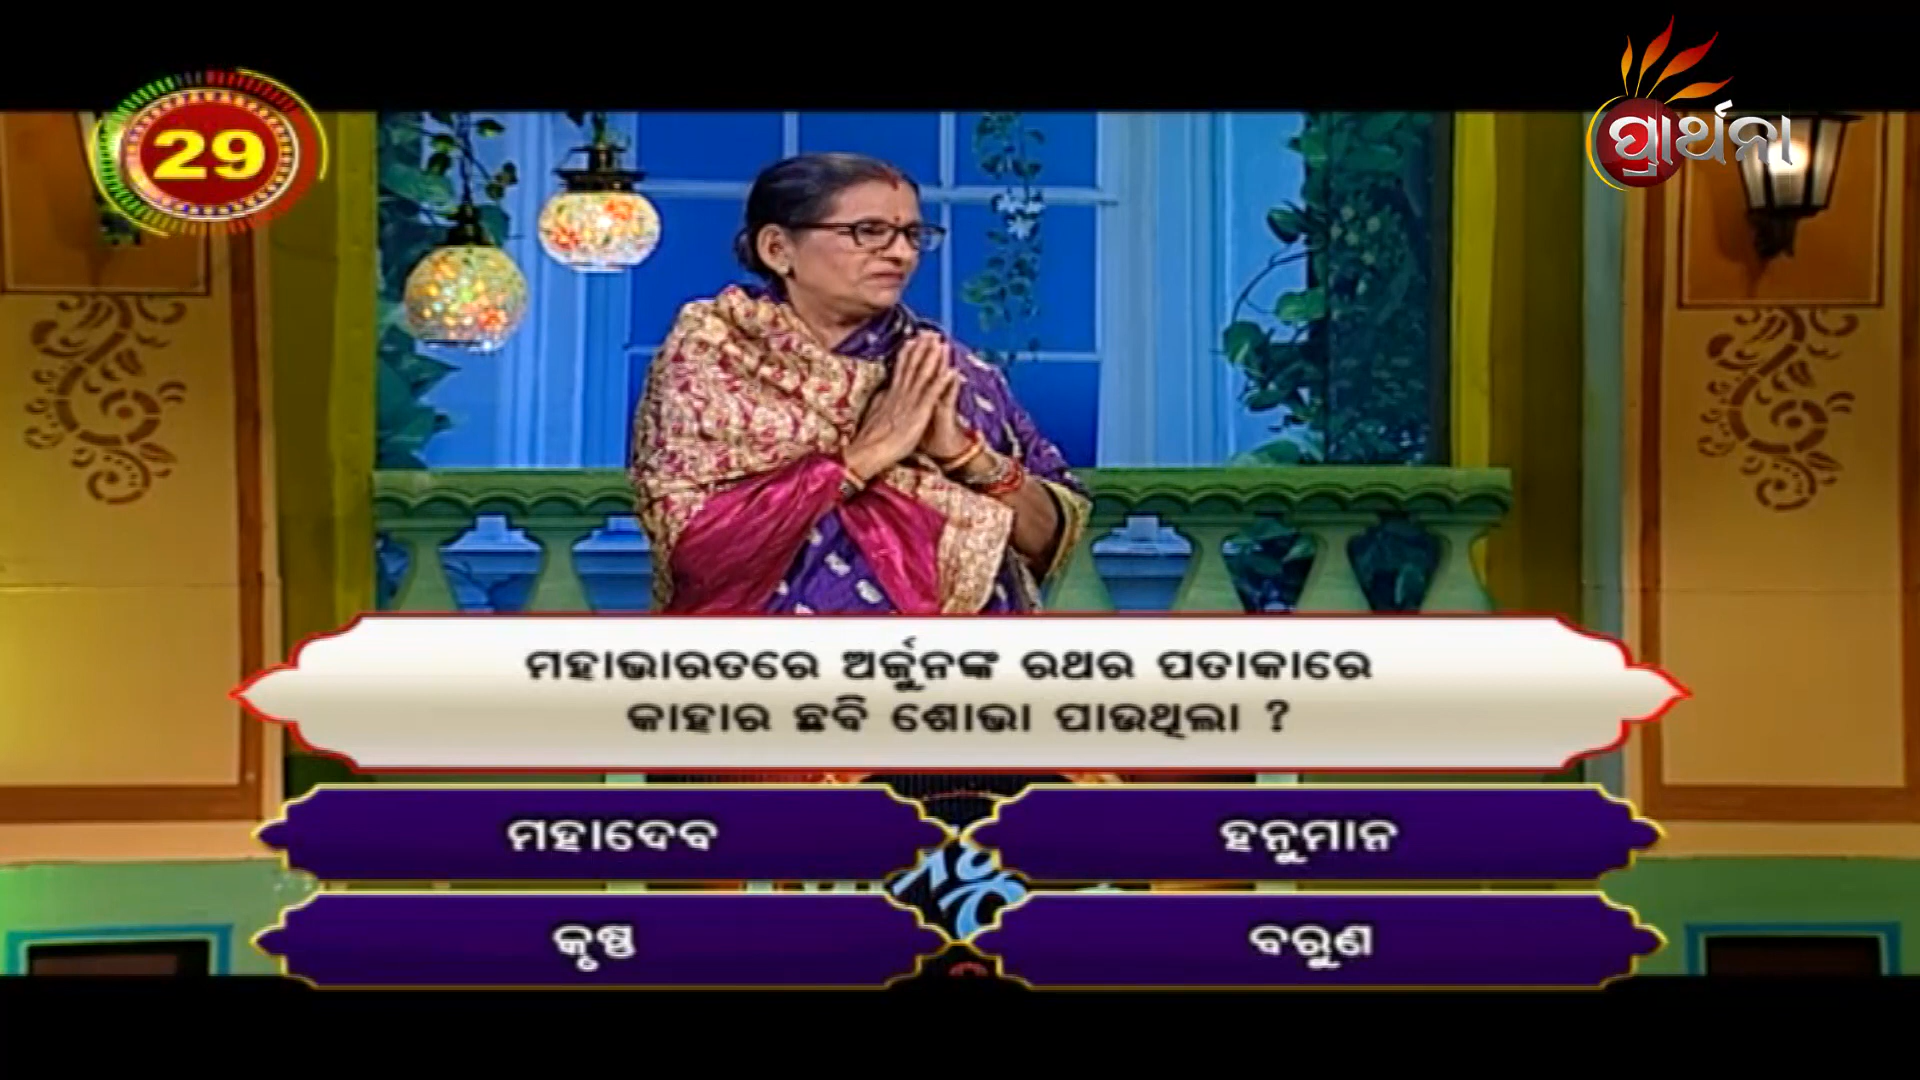 29
ପ୍ରାର୍ଥନା
ମହାଭାରତରେ ଅର୍ଜୁନଙ୍କ ରଥର ପତାକାରେ
କାହାର ଛବି ଶୋଭା ପାଉଥିଲା ?
ମହାଦେବ
ହନୁମାନ
କୃଷ୍ଣ
ବରୁଣ